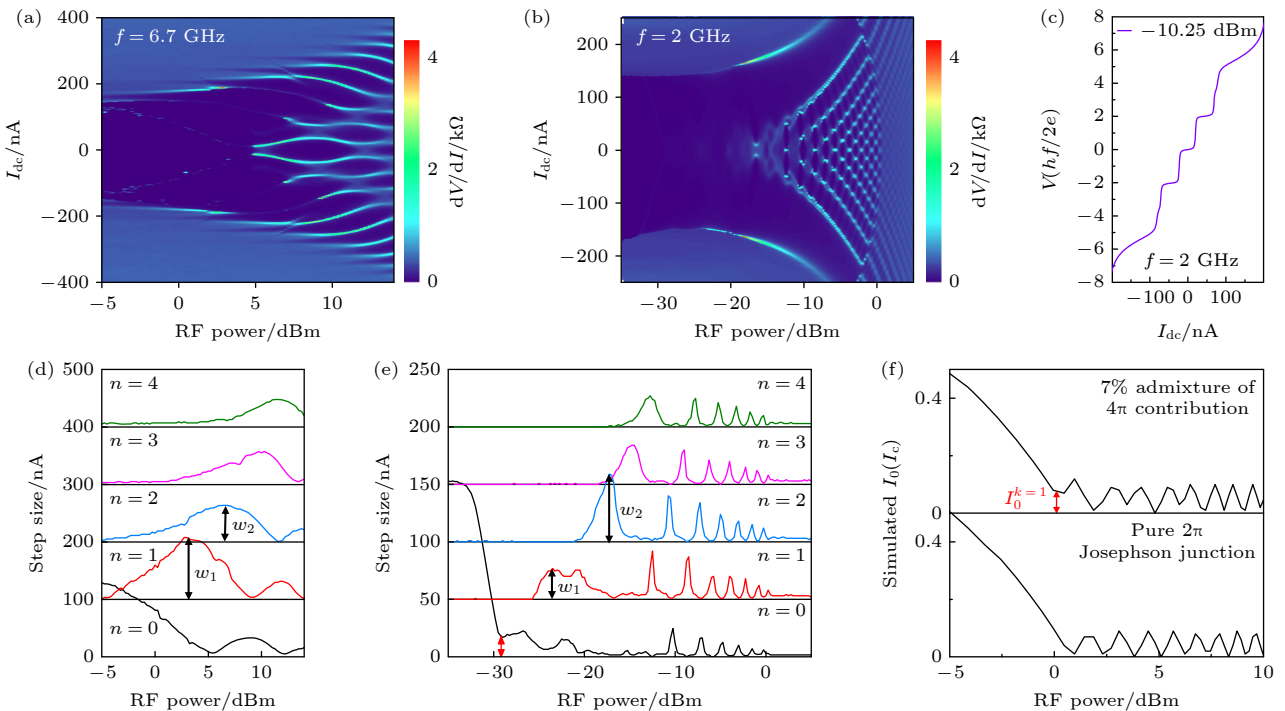 (a)
f = 6.7 GHz
I_dc/nA
400
300
200
100
0
−100
−200
−300
−400
−5
0
5
10
RF power/dBm
4
2
0
dV/dI/kΩ
(b)
f = 2 GHz
I_dc/nA
200
100
0
−100
−200
−30
−20
−10
0
RF power/dBm
4
2
0
dV/dI/kΩ
(c)
−10.25 dBm
V(hf/2e)
8
6
4
2
0
−2
−4
−6
−8
f = 2 GHz
−100
0
100
I_dc/nA
(d)
Step size/nA
500
400
300
200
100
0
n = 4
n = 3
n = 2
w_2
n = 1
w_1
n = 0
−5
0
5
10
RF power/dBm
(e)
Step size/nA
250
200
150
100
50
0
n = 4
n = 3
n = 2
w_2
n = 1
w_1
n = 0
−30
−20
−10
0
RF power/dBm
(f)
Simulated I_0(I_c)
0.4
0
0.4
0
7% admixture of
4π contribution
I_0^{k = 1}
Pure 2π
Josephson junction
−5
0
5
10
RF power/dBm